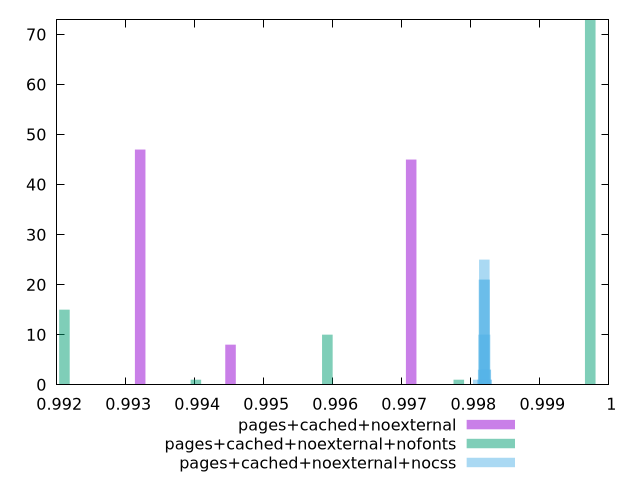 70
60
50
40
30
20
10
0
0.992 0.993 0.994 0.995 0.996 0.997 0.998 0.999 1
pages+cached+noexternal
pages+cached+noexternal+nofonts
pages+cached+noexternal+nocss